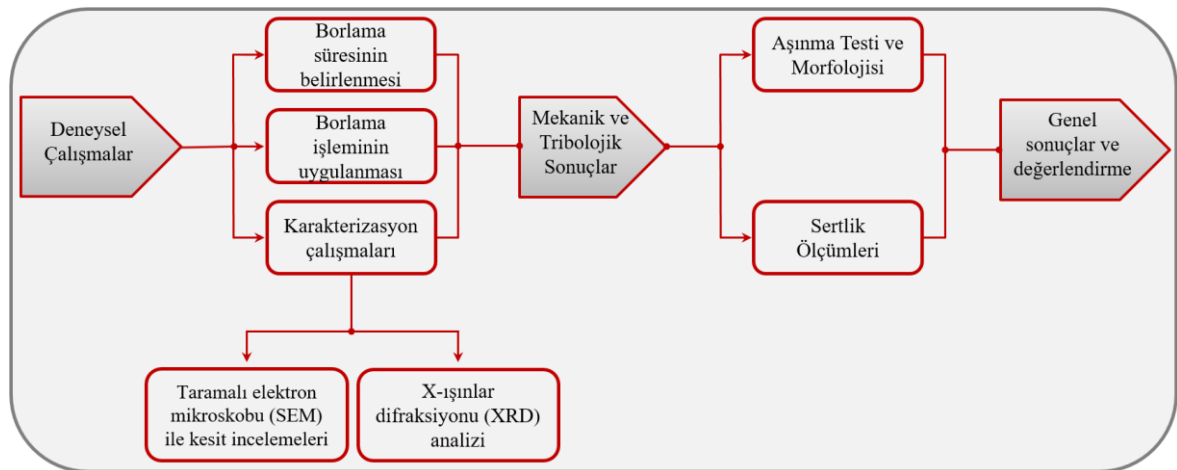 Deneysel
Çalışmalar
Borlama
süresinin
belirlenmesi
Borlama
işleminin
uygulanması
Karakterizasyon
çalışmaları
Taramalı elektron
mikroskobu (SEM)
ile kesit incelemeleri
X-ışınlar
difraksiyonu (XRD)
analizi
Mekanik ve
Tribolojik
Sonuçlar
Aşınma Testi ve
Morfolojisi
Sertlik
Ölçümleri
Genel
sonuçlar ve
değerlendirme